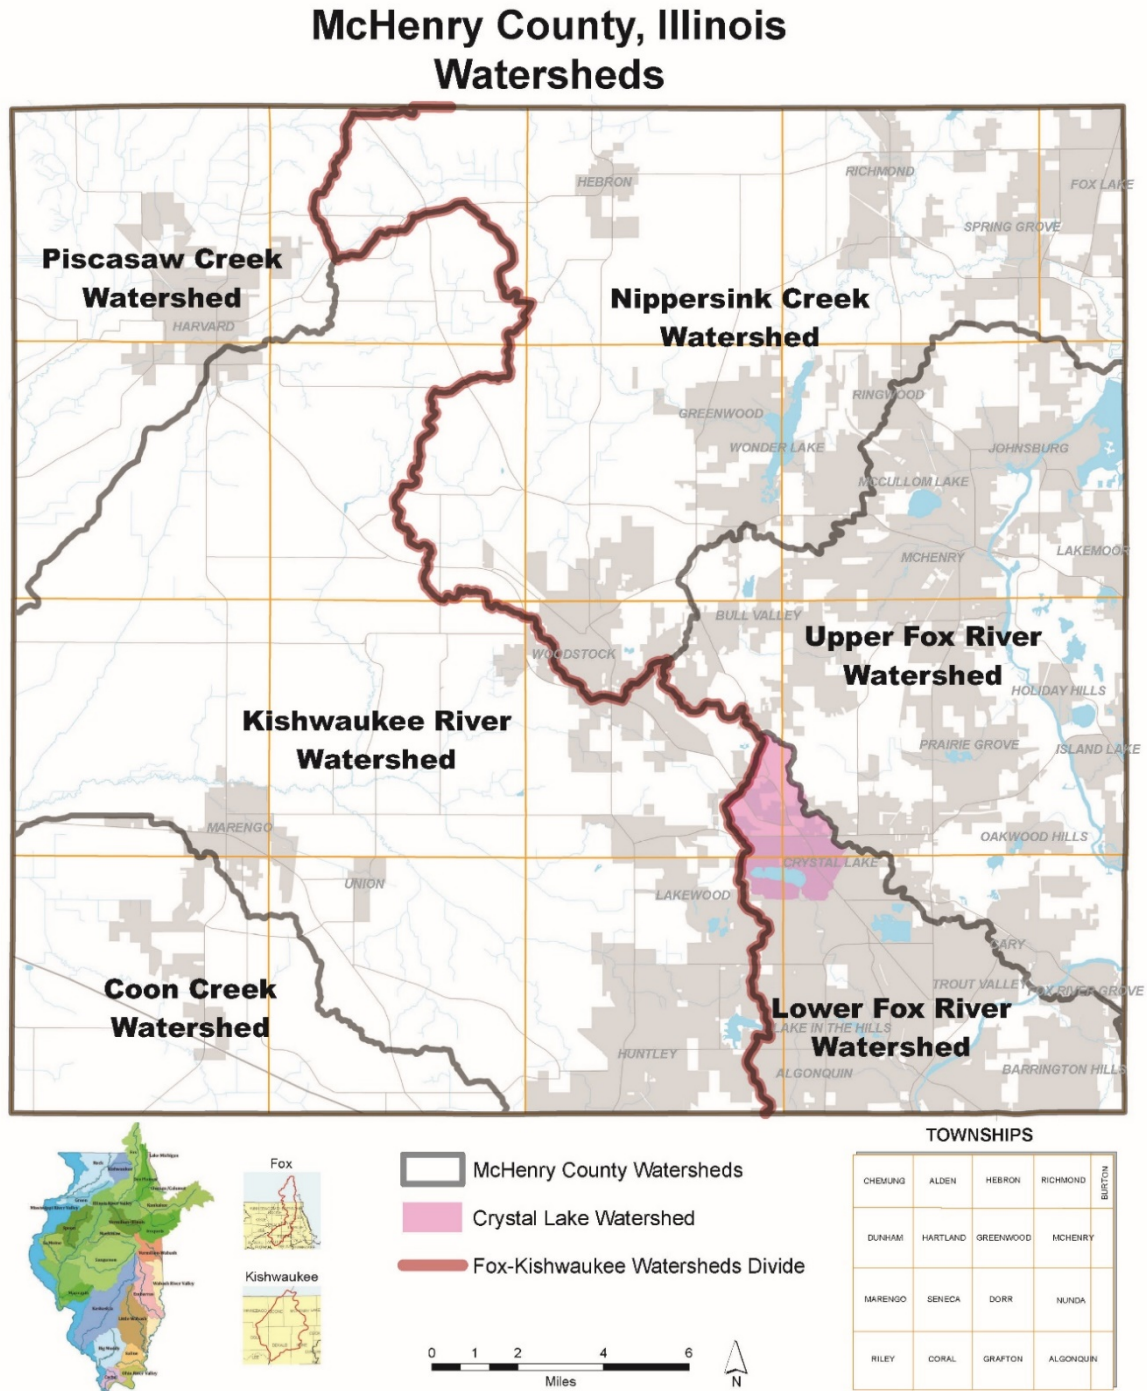 McHenry County, Illinois
Watersheds
HEBRON
RICHMOND
FOX LAKE
SPRING GROVE
Piscasaw Creek
Watershed
HARVARD
Nippersink Creek
Watershed
RINGWOOD
GREENWOOD
WONDER LAKE
JOHNSBURG
MCCULLOM LAKE
MCHENRY
LAKEMOOR
BULL VALLEY
Upper Fox River
Watershed
WOODSTOCK
HOLIDAY HILLS
Kishwaukee River
Watershed
PRAIRIE GROVE
ISLAND LAKE
MARENGO
OAKWOOD HILLS
CRYSTAL LAKE
UNION
LAKEWOOD
CARY
Coon Creek
Watershed
TROUT VALLEY
FOX RIVER GROVE
Lower Fox River
Watershed
LAKE IN THE HILLS
HUNTLEY
ALGONQUIN
BARRINGTON HILLS
Fox
Kishwaukee
McHenry County Watersheds
Crystal Lake Watershed
Fox-Kishwaukee Watersheds Divide
0 1 2 4 6
Miles
N
TOWNSHIPS
CHEMUNG ALDEN HEBRON RICHMOND BURTON
DUNHAM HARTLAND GREENWOOD MCHENRY
MARENGO SENECA DORR NUNDA
RILEY CORAL GRAFTON ALGONQUIN